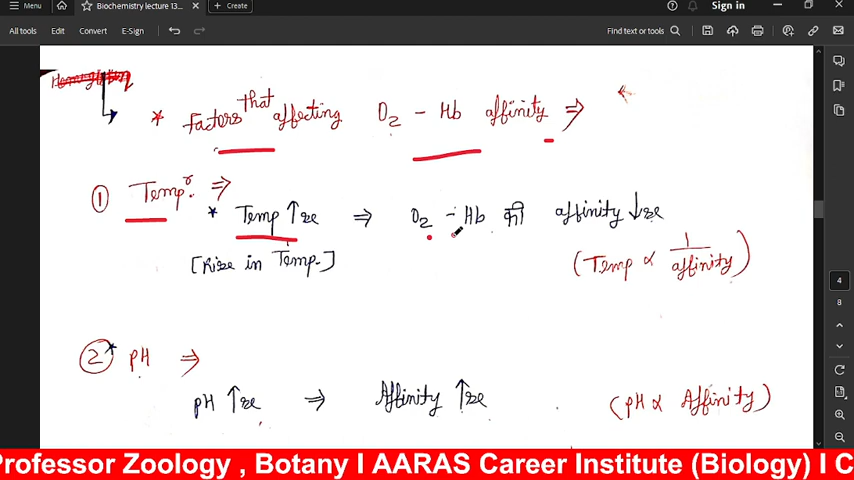 Menu
Biochemistry lecture 13...
Create
Sign in
All tools Edit Convert E-Sign
Find text or tools
* Factors that affecting O2 - Hb affinity ⇒
① Tempr. ⇒
* Temp ↑se ⇒ O2 - Hb की affinity ↓se
[Rise in Temp.] (Temp ∝ 1/affinity)
②* pH ⇒
pH ↑se ⇒ Affinity ↑se (pH ∝ Affinity)
4
8
Professor Zoology , Botany I AARAS Career Institute (Biology) I C